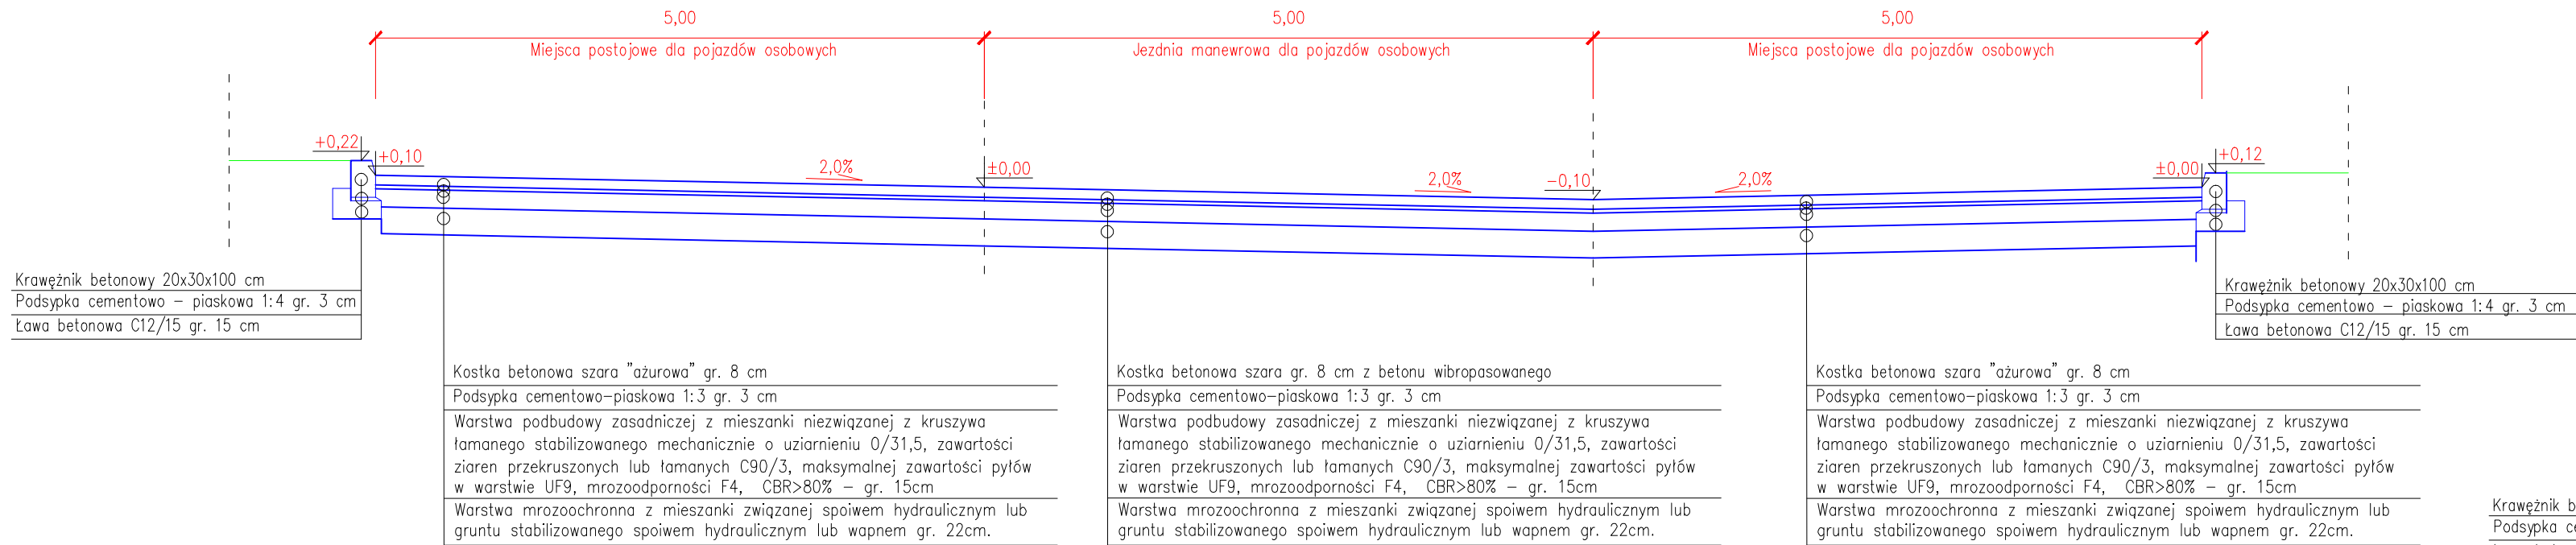 5,00
5,00
5,00
Miejsca postojowe dla pojazdów osobowych
Jezdnia manewrowa dla pojazdów osobowych
Miejsca postojowe dla pojazdów osobowych
+0,22
+0,10
2,0%
±0,00
2,0%
-0,10
2,0%
±0,00
+0,12
Krawężnik betonowy 20x30x100 cm
Podsypka cementowo - piaskowa 1:4 gr. 3 cm
Ława betonowa C12/15 gr. 15 cm
Krawężnik betonowy 20x30x100 cm
Podsypka cementowo - piaskowa 1:4 gr. 3 cm
Ława betonowa C12/15 gr. 15 cm
Kostka betonowa szara "ażurowa" gr. 8 cm
Podsypka cementowo-piaskowa 1:3 gr. 3 cm
Warstwa podbudowy zasadniczej z mieszanki niezwiązanej z kruszywa
łamanego stabilizowanego mechanicznie o uziarnieniu 0/31,5, zawartości
ziaren przekruszonych lub łamanych C90/3, maksymalnej zawartości pyłów
w warstwie UF9, mrozoodporności F4, CBR>80% - gr. 15cm
Warstwa mrozoochronna z mieszanki związanej spoiwem hydraulicznym lub
gruntu stabilizowanego spoiwem hydraulicznym lub wapnem gr. 22cm.
Kostka betonowa szara gr. 8 cm z betonu wibropasowanego
Podsypka cementowo-piaskowa 1:3 gr. 3 cm
Warstwa podbudowy zasadniczej z mieszanki niezwiązanej z kruszywa
łamanego stabilizowanego mechanicznie o uziarnieniu 0/31,5, zawartości
ziaren przekruszonych lub łamanych C90/3, maksymalnej zawartości pyłów
w warstwie UF9, mrozoodporności F4, CBR>80% - gr. 15cm
Warstwa mrozoochronna z mieszanki związanej spoiwem hydraulicznym lub
gruntu stabilizowanego spoiwem hydraulicznym lub wapnem gr. 22cm.
Kostka betonowa szara "ażurowa" gr. 8 cm
Podsypka cementowo-piaskowa 1:3 gr. 3 cm
Warstwa podbudowy zasadniczej z mieszanki niezwiązanej z kruszywa
łamanego stabilizowanego mechanicznie o uziarnieniu 0/31,5, zawartości
ziaren przekruszonych lub łamanych C90/3, maksymalnej zawartości pyłów
w warstwie UF9, mrozoodporności F4, CBR>80% - gr. 15cm
Warstwa mrozoochronna z mieszanki związanej spoiwem hydraulicznym lub
gruntu stabilizowanego spoiwem hydraulicznym lub wapnem gr. 22cm.
Krawężnik
Podsypka